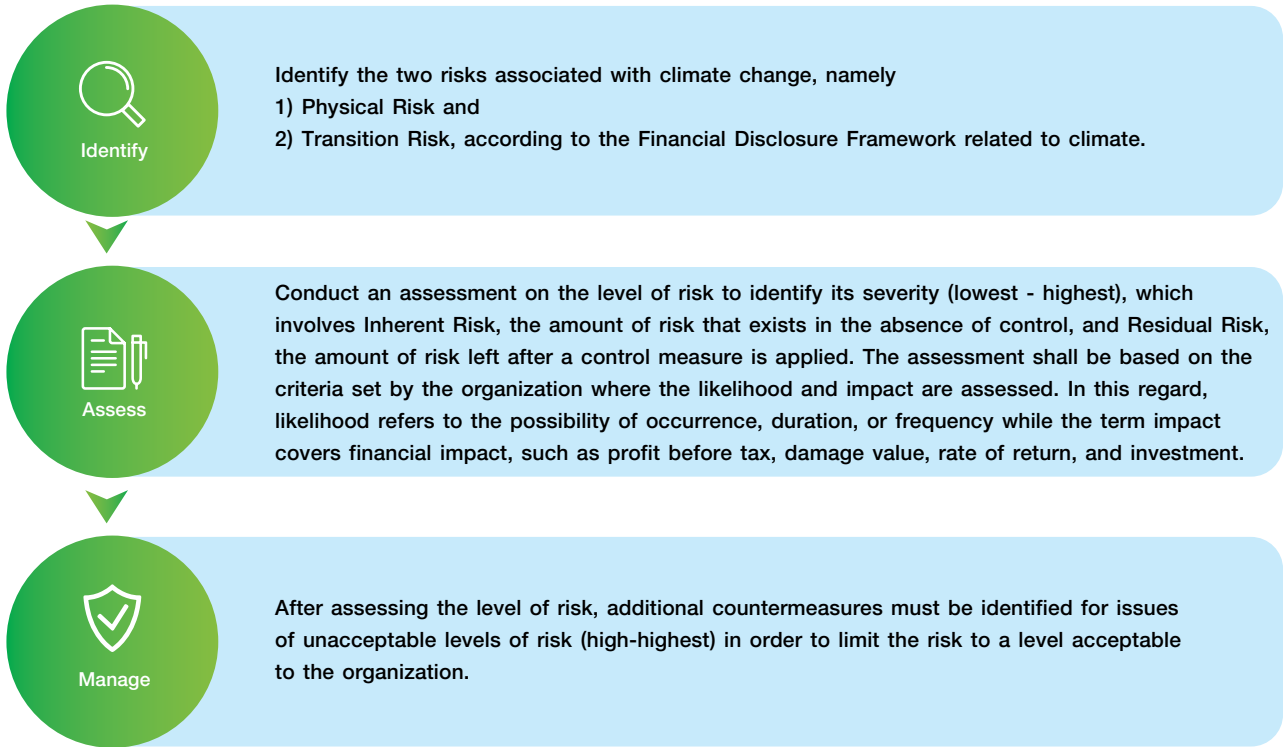 Identify
Identify the two risks associated with climate change, namely
1) Physical Risk and
2) Transition Risk, according to the Financial Disclosure Framework related to climate.
Assess
Conduct an assessment on the level of risk to identify its severity (lowest - highest), which
involves Inherent Risk, the amount of risk that exists in the absence of control, and Residual Risk,
the amount of risk left after a control measure is applied. The assessment shall be based on the
criteria set by the organization where the likelihood and impact are assessed. In this regard,
likelihood refers to the possibility of occurrence, duration, or frequency while the term impact
covers financial impact, such as profit before tax, damage value, rate of return, and investment.
Manage
After assessing the level of risk, additional countermeasures must be identified for issues
of unacceptable levels of risk (high-highest) in order to limit the risk to a level acceptable
to the organization.